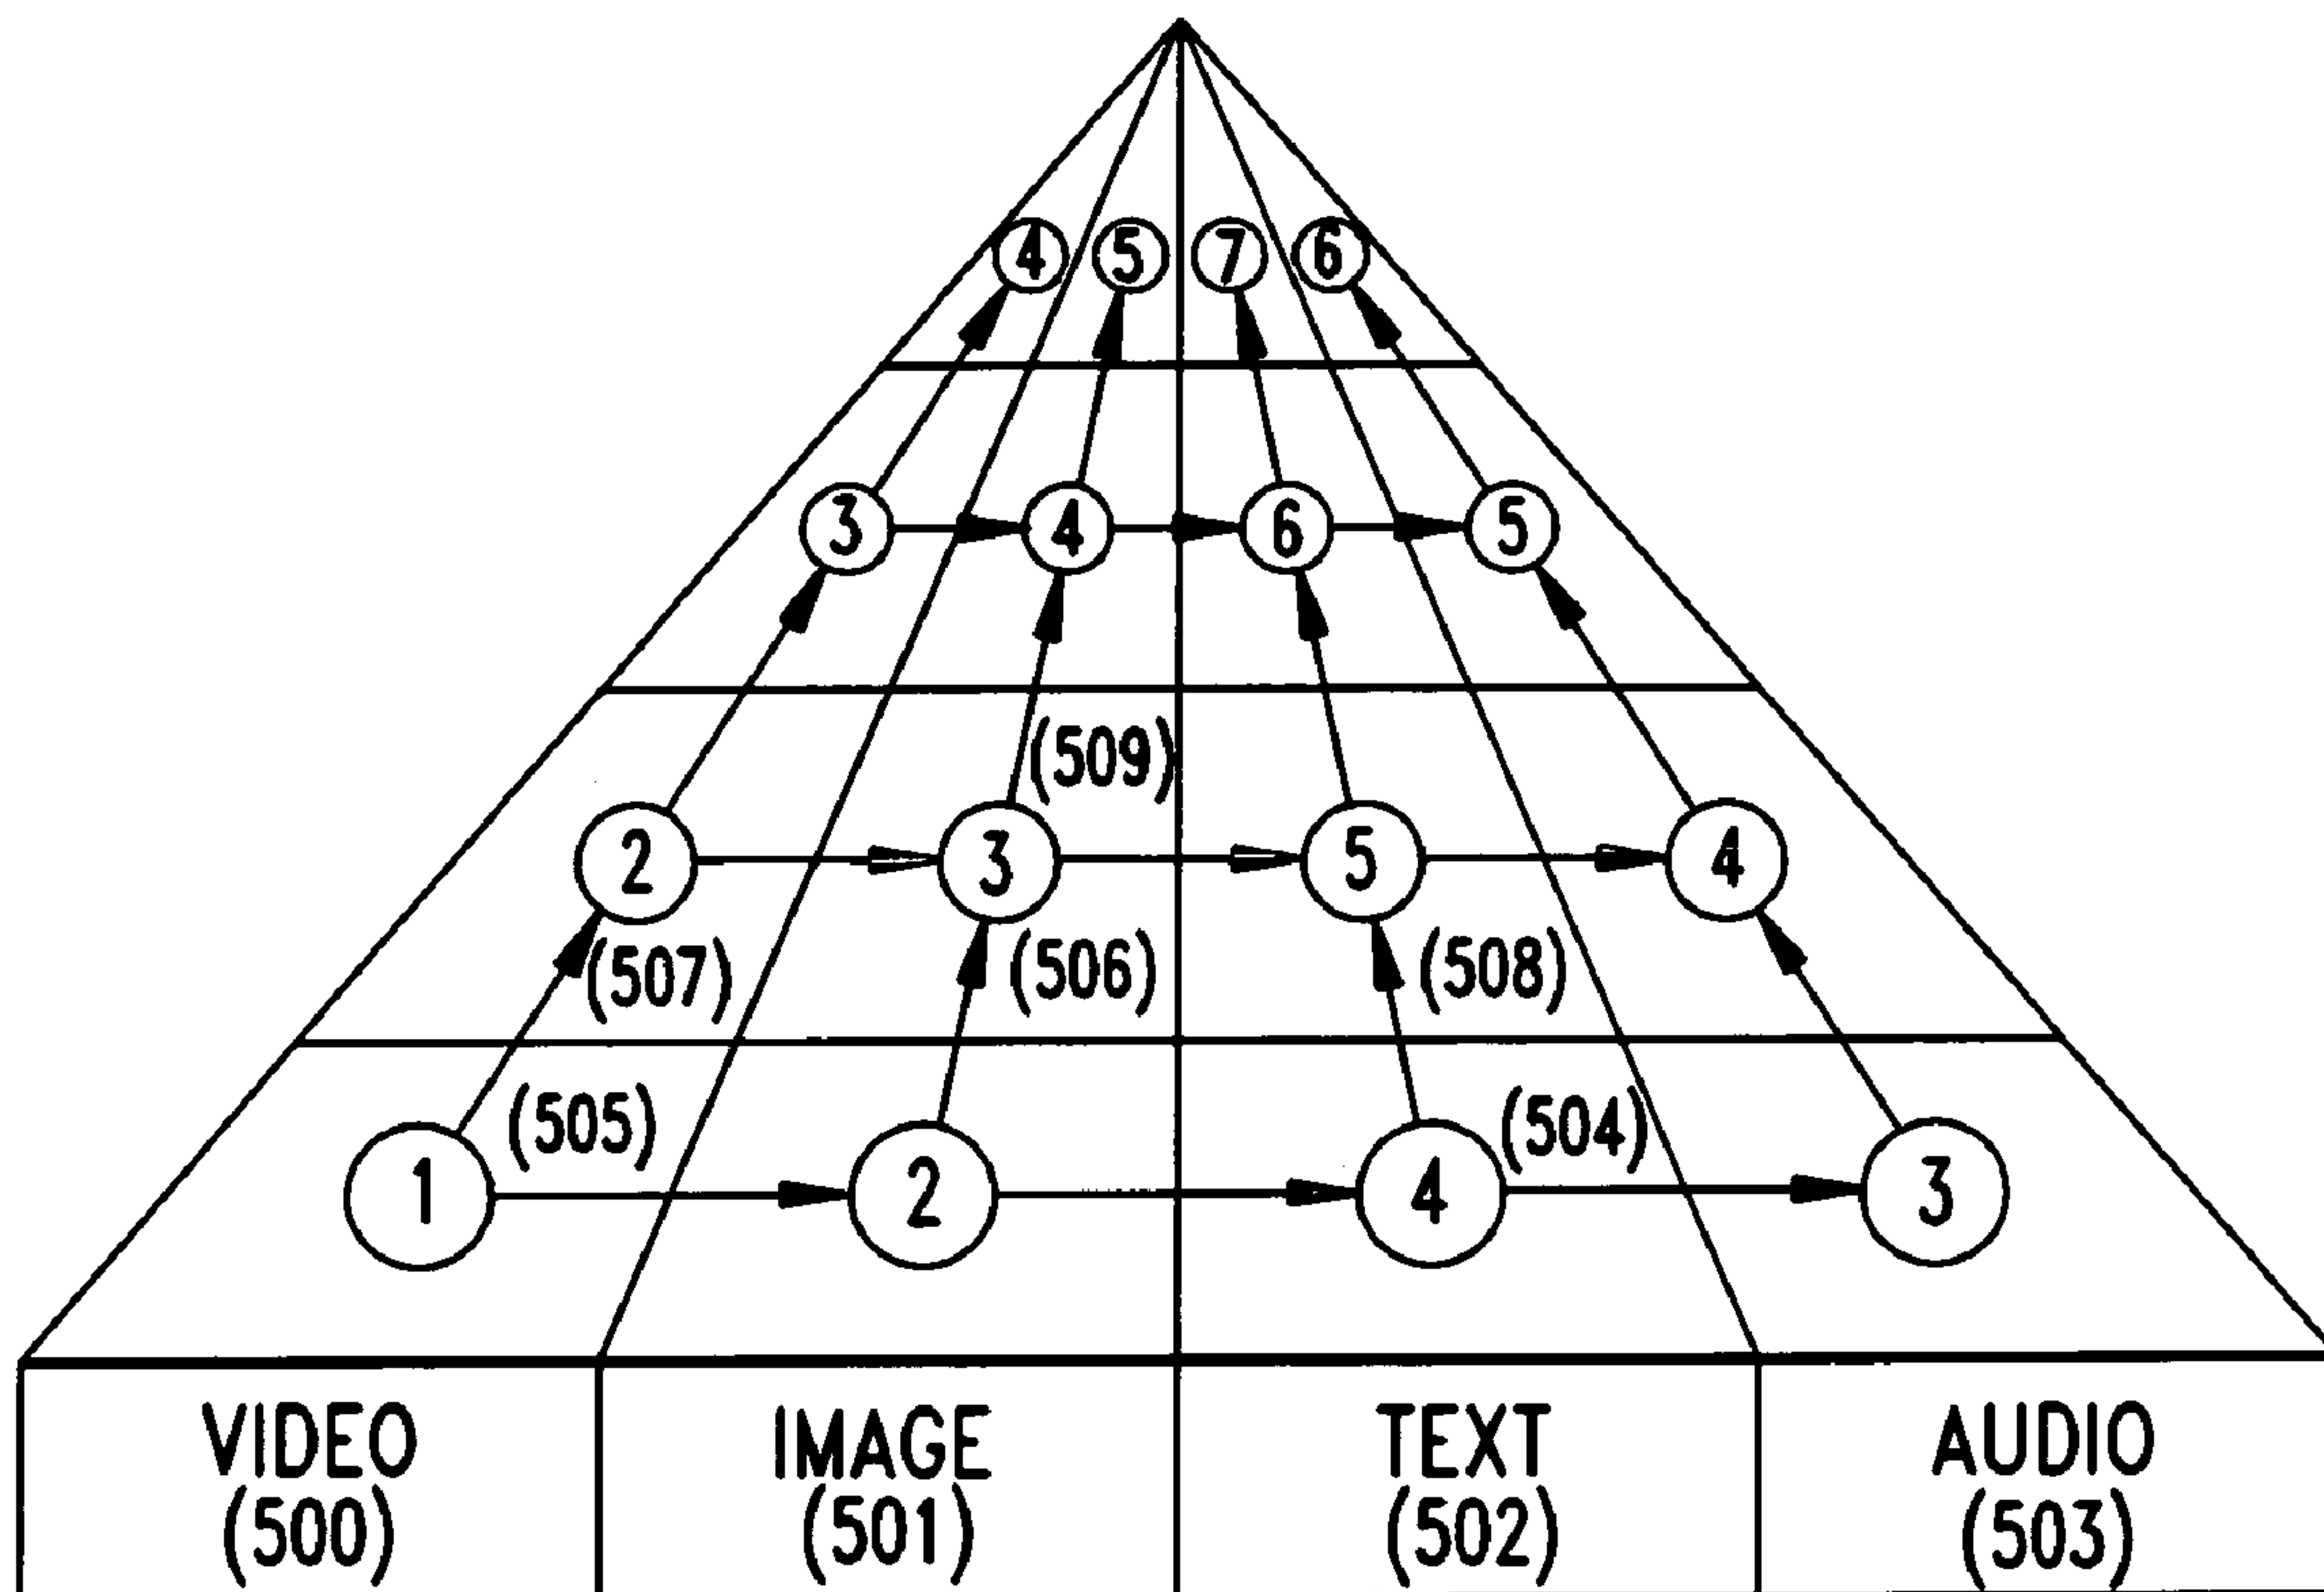 4 5 7 6
3 4 6 5
(509)
2 3 5 4
(507) (506) (508)
(505) (504)
1 2 4 3
VIDEO IMAGE TEXT AUDIO
(500) (501) (502) (503)